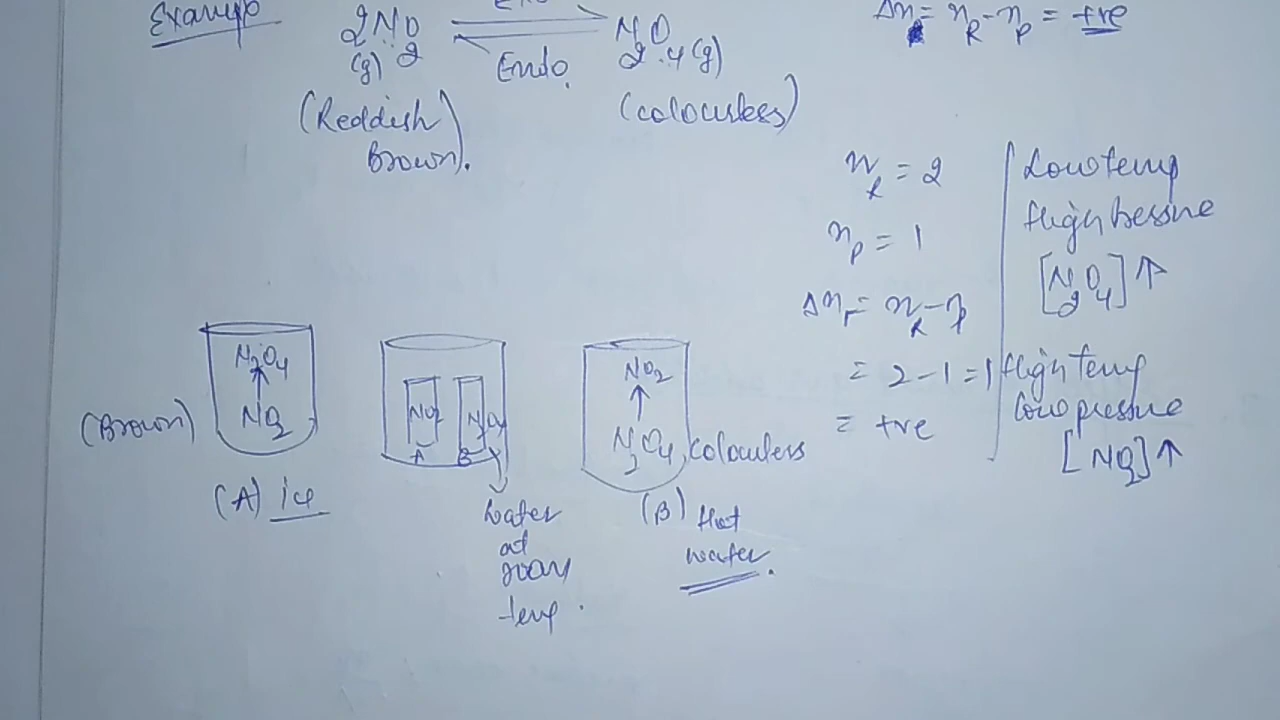 Example
2NO2 (g) ⇌ N2O4 (g)
Endo.
Δn = nR - nP = +ve
(Reddish Brown).
(colourless)
nR = 2
nP = 1
Δnr = nR - nP
= 2 - 1 = 1
= +ve
Low temp
High pressure
[N2O4] ↑
High temp
Low pressure
[NO2] ↑
N2O4
↑
NO2
(Brown)
(A) ice
NO2
A
B
water
at
room
temp.
NO2
↑
N2O4
colourless
(B) Hot
water.